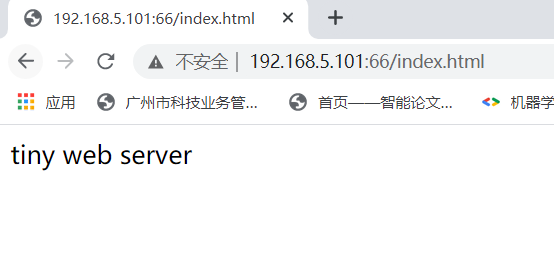 192.168.5.101:66/index.html
不安全 | 192.168.5.101:66/index.html
应用 广州市科技业务管... 首页——智能论文... 机器学
tiny web server